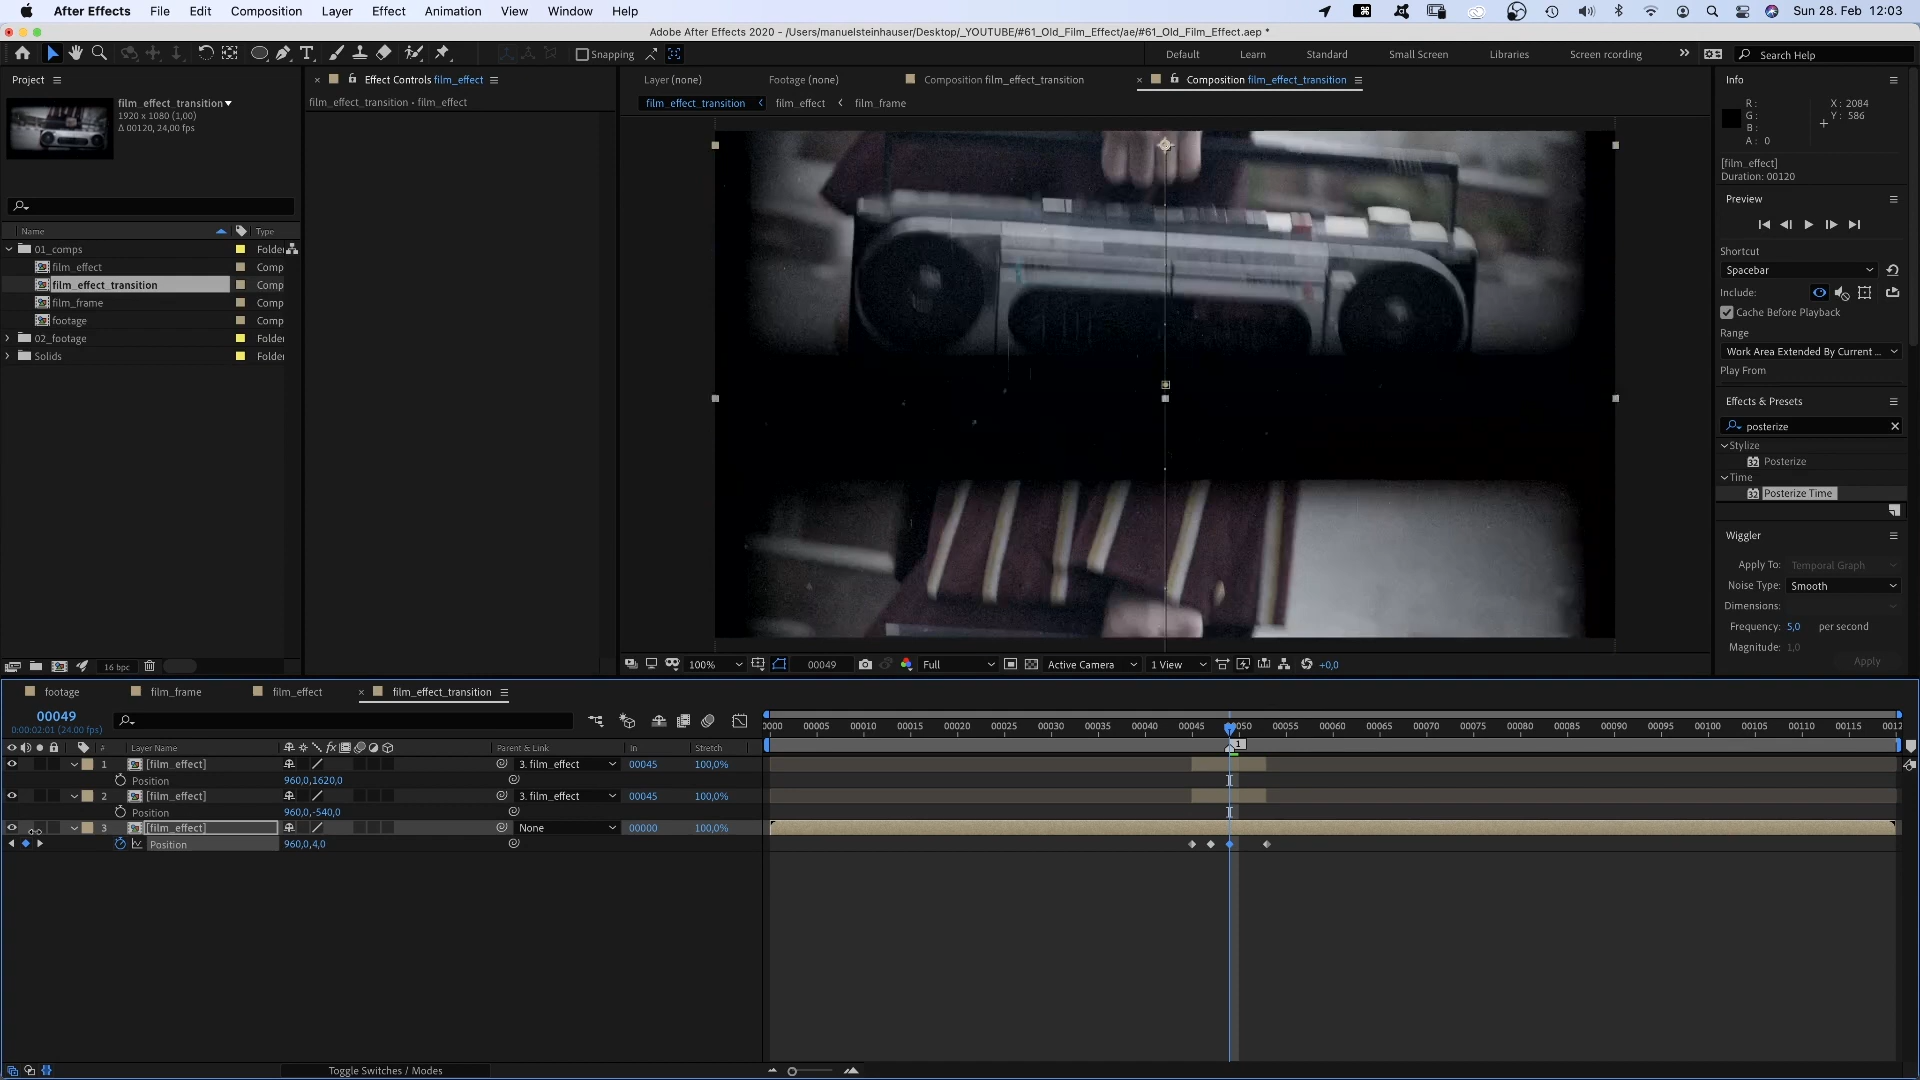 After Effects File Edit Composition Layer Effect Animation View Window Help
Sun 28. Feb 12:03
Adobe After Effects 2020 - /Users/manuelsteinhauser/Desktop/_YOUTUBE/#61_Old_Film_Effect/ae/#61_Old_Film_Effect.aep *
Snapping
Default Learn Standard Small Screen Libraries Screen recording
Search Help
Project
Effect Controls film_effect
Layer (none) Footage (none) Composition film_effect_transition Composition film_effect_transition
film_effect_transition
1920 x 1080 (1,00)
Δ 00120, 24,00 fps
film_effect_transition • film_effect
film_effect_transition film_effect film_frame
Name Type
01_comps Folder
film_effect Comp
film_effect_transition Comp
film_frame Comp
footage Comp
02_footage Folder
Solids Folder
16 bpc
100% 00049 Full Active Camera 1 View +0,0
Info
R:
G:
B:
A: 0
X: 2084
Y: 586
[film_effect]
Duration: 00120
Preview
Shortcut
Spacebar
Include:
Cache Before Playback
Range
Work Area Extended By Current ...
Play From
Effects & Presets
posterize
Stylize
32 Posterize
Time
32 Posterize Time
Wiggler
Apply To: Temporal Graph
Noise Type: Smooth
Dimensions:
Frequency: 5,0 per second
Magnitude: 1,0
Apply
footage film_frame film_effect film_effect_transition
00049
0:00:02:01 (24.00 fps)
0000 00005 00010 00015 00020 00025 00030 00035 00040 00045 00050 00055 00060 00065 00070 00075 00080 00085 00090 00095 00100 00105 00110 00115 0012
1
# Layer Name fx Parent & Link In Stretch
1 [film_effect] 3. film_effect 00045 100,0%
Position 960,0,1620,0
2 [film_effect] 3. film_effect 00045 100,0%
Position 960,0,-540,0
3 [film_effect] None 00000 100,0%
Position 960,0,4,0
Toggle Switches / Modes